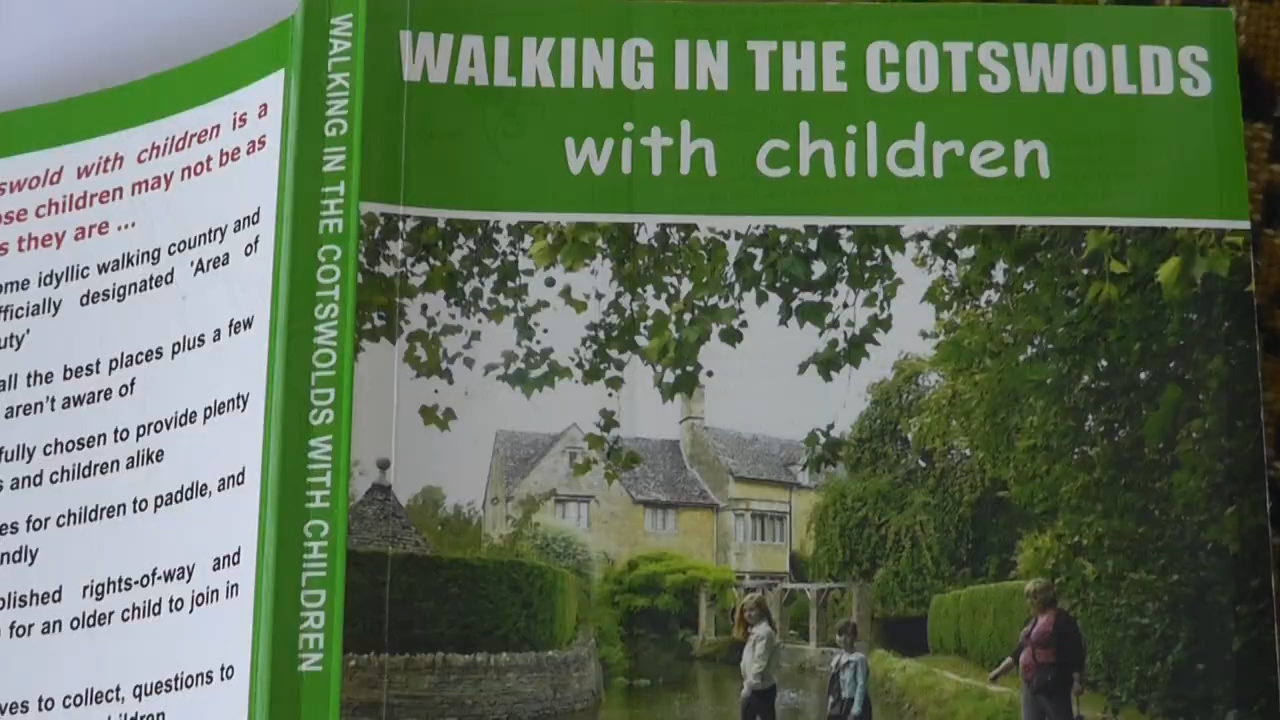 swold with children is a
ose children may not be as
s they are ...
ome idyllic walking country and
fficially designated 'Area of
uty'
all the best places plus a few
aren't aware of
fully chosen to provide plenty
s and children alike
es for children to paddle, and
ndly
blished rights-of-way and
for an older child to join in
ves to collect, questions to
WALKING IN THE COTSWOLDS WITH CHILDREN
WALKING IN THE COTSWOLDS
with children